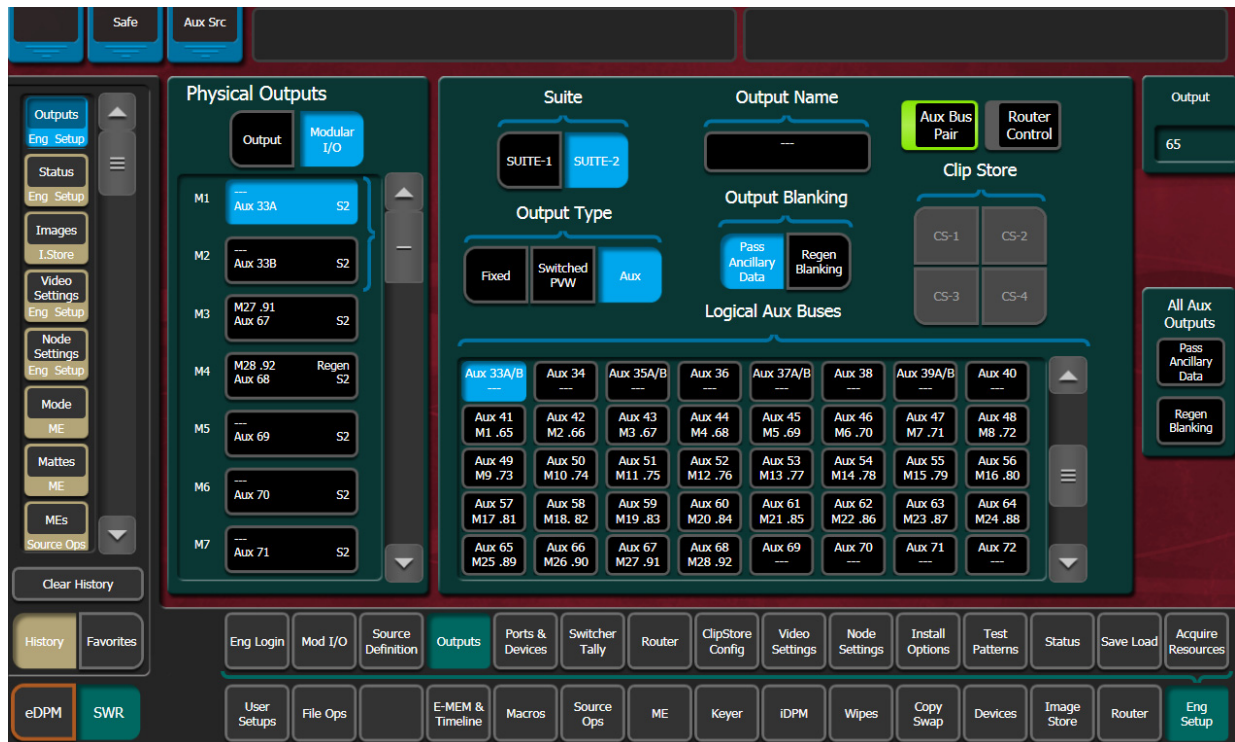 Safe
Aux Src
Outputs
Eng Setup
Status
Eng Setup
Images
I.Store
Video
Settings
Eng Setup
Node
Settings
Eng Setup
Mode
ME
Mattes
ME
MEs
Source Ops
Clear History
History
Favorites
eDPM
SWR
Physical Outputs
Output
Modular
I/O
M1
---
Aux 33A S2
M2
---
Aux 33B S2
M3
M27 .91
Aux 67 S2
M4
M28 .92 Regen
Aux 68 S2
M5
---
Aux 69 S2
M6
---
Aux 70 S2
M7
---
Aux 71 S2
Suite
SUITE-1
SUITE-2
Output Type
Fixed
Switched
PVW
Aux
Output Name
---
Output Blanking
Pass
Ancillary
Data
Regen
Blanking
Aux Bus
Pair
Router
Control
Clip Store
CS-1
CS-2
CS-3
CS-4
Logical Aux Buses
Aux 33A/B Aux 34 Aux 35A/B Aux 36 Aux 37A/B Aux 38 Aux 39A/B Aux 40
--- --- --- --- --- --- --- ---
Aux 41 Aux 42 Aux 43 Aux 44 Aux 45 Aux 46 Aux 47 Aux 48
M1 .65 M2 .66 M3 .67 M4 .68 M5 .69 M6 .70 M7 .71 M8 .72
Aux 49 Aux 50 Aux 51 Aux 52 Aux 53 Aux 54 Aux 55 Aux 56
M9 .73 M10 .74 M11 .75 M12 .76 M13 .77 M14 .78 M15 .79 M16 .80
Aux 57 Aux 58 Aux 59 Aux 60 Aux 61 Aux 62 Aux 63 Aux 64
M17 .81 M18. 82 M19 .83 M20 .84 M21 .85 M22 .86 M23 .87 M24 .88
Aux 65 Aux 66 Aux 67 Aux 68 Aux 69 Aux 70 Aux 71 Aux 72
M25 .89 M26 .90 M27 .91 M28 .92 --- --- --- ---
Output
65
All Aux
Outputs
Pass
Ancillary
Data
Regen
Blanking
Eng Login
Mod I/O
Source
Definition
Outputs
Ports &
Devices
Switcher
Tally
Router
ClipStore
Config
Video
Settings
Node
Settings
Install
Options
Test
Patterns
Status
Save Load
Acquire
Resources
User
Setups
File Ops
E-MEM &
Timeline
Macros
Source
Ops
ME
Keyer
iDPM
Wipes
Copy
Swap
Devices
Image
Store
Router
Eng
Setup